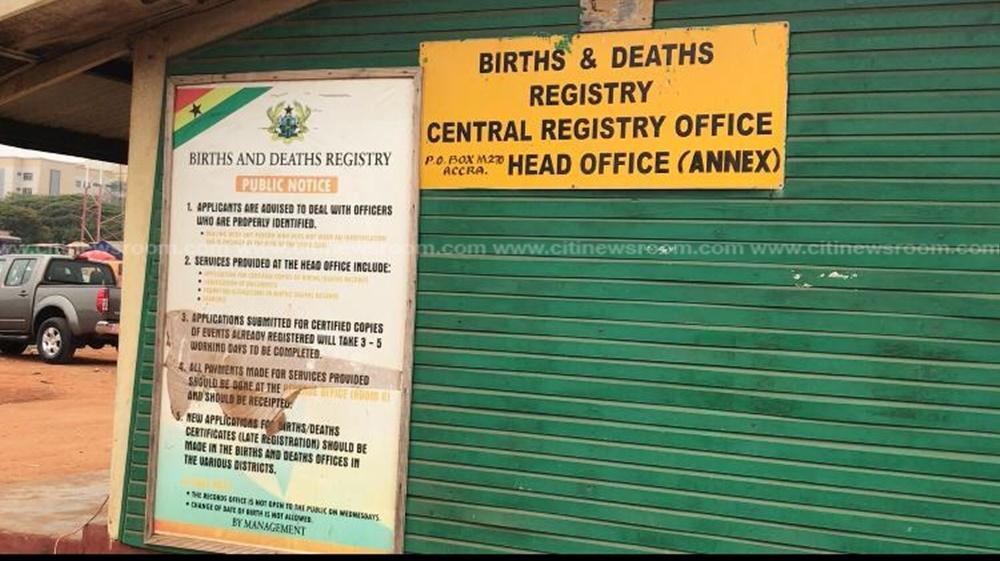 BIRTHS & DEATHS
REGISTRY
CENTRAL REGISTRY OFFICE
P.O. BOX M270
ACCRA.
HEAD OFFICE (ANNEX)
BIRTHS AND DEATHS REGISTRY
PUBLIC NOTICE
1. APPLICANTS ARE ADVISED TO DEAL WITH OFFICERS
WHO ARE PROPERLY IDENTIFIED.
2. SERVICES PROVIDED AT THE HEAD OFFICE INCLUDE:
3. APPLICATIONS SUBMITTED FOR CERTIFIED COPIES
OF EVENTS ALREADY REGISTERED WILL TAKE 3 - 5
WORKING DAYS TO BE COMPLETED.
4. ALL PAYMENTS MADE FOR SERVICES PROVIDED
SHOULD BE DONE AT THE OFFICE (ROOM 6)
AND SHOULD BE RECEIPTED.
5. NEW APPLICATIONS FOR BIRTHS/DEATHS
CERTIFICATES (LATE REGISTRATION) SHOULD BE
MADE IN THE BIRTHS AND DEATHS OFFICES IN
THE VARIOUS DISTRICTS.
• THE RECORDS OFFICE IS NOT OPEN TO THE PUBLIC ON WEDNESDAYS.
• CHANGE OF DATE OF BIRTH IS NOT ALLOWED.
BY MANAGEMENT
room.com www.citinewsroom.com www.citinewsroom.com www.citinewsroom.com